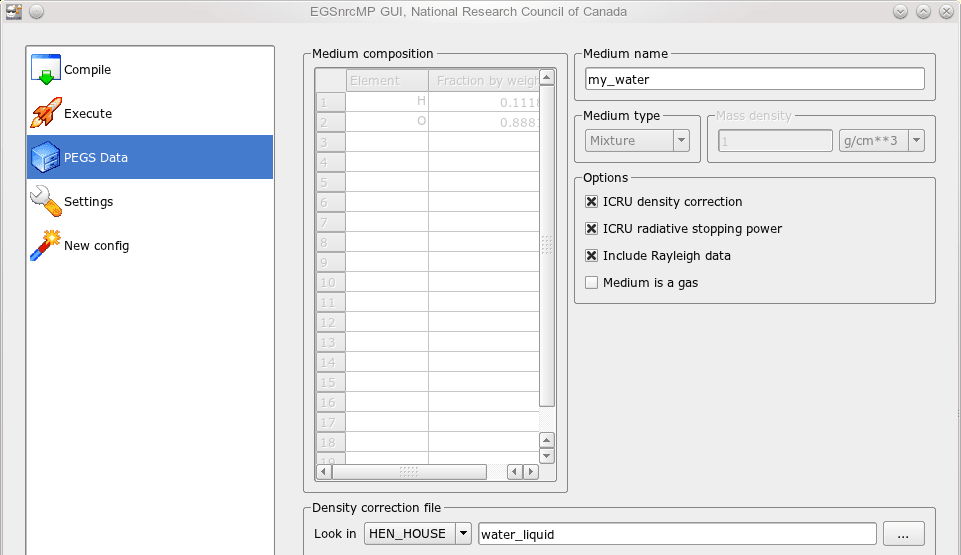 EGSnrcMP GUI, National Research Council of Canada
Compile
Execute
PEGS Data
Settings
New config
Medium composition
Element Fraction by weigh
1 H 0.1118
2 O 0.8881
3
4
5
6
7
8
9
10
11
12
13
14
15
16
17
18
19
Medium name
my_water
Medium type
Mixture
Mass density
1 g/cm**3
Options
ICRU density correction
ICRU radiative stopping power
Include Rayleigh data
Medium is a gas
Density correction file
Look in HEN_HOUSE water_liquid ...